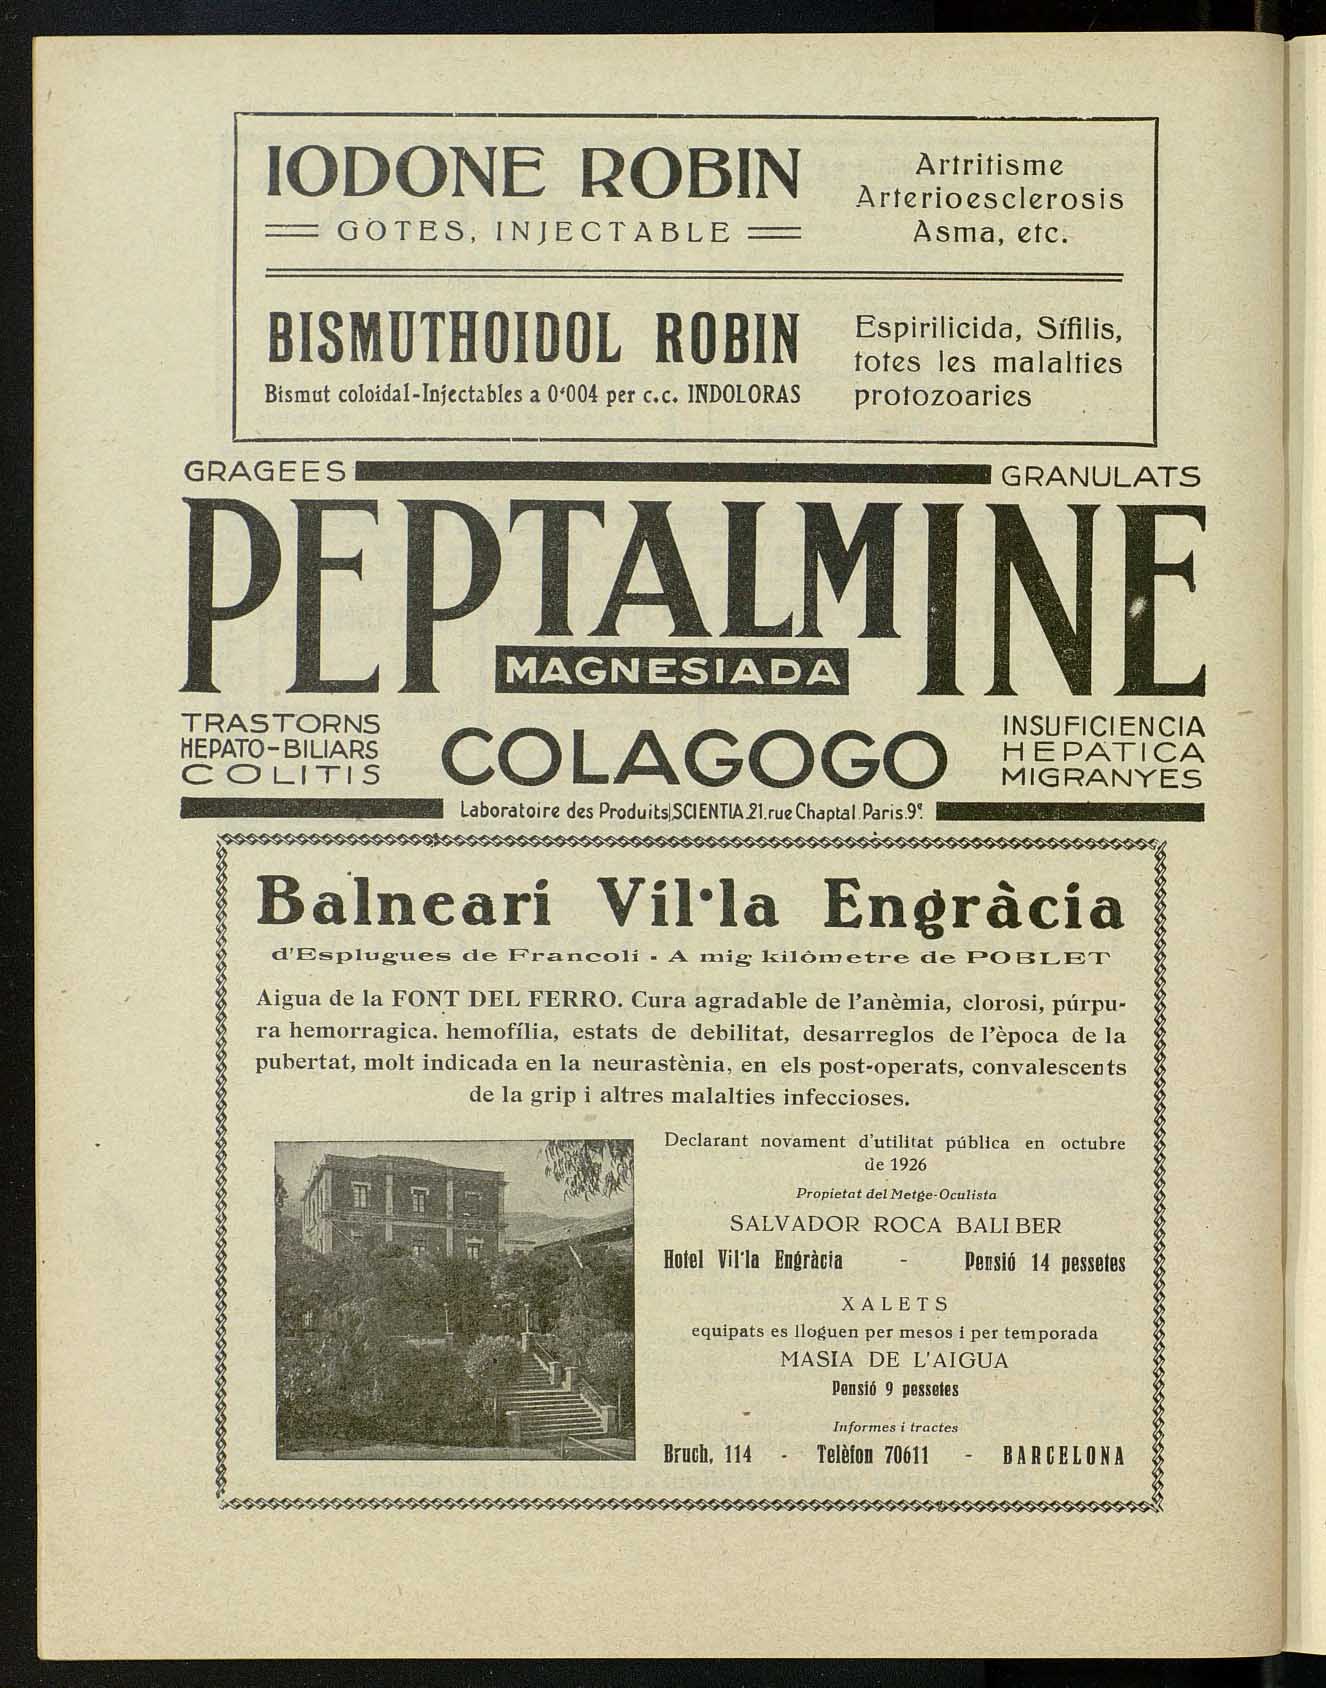 IODONE ROBIN
GOTES, INJECTABLE
Artritisme
Arterioesclerosis
Asma, etc.
BISMUTHOIDOL ROBIN
Bismut coloidal-Injectables a 0'004 per c.c. INDOLORAS
Espirilicida, Sífilis,
totes les malalties
protozoaries
GRAGEES
GRANULATS
PEPTALMINE
MAGNESIADA
TRASTORNS
HEPATO-BILIARS
COLITIS
COLAGOGO
INSUFICIENCIA
HEPATICA
MIGRANYES
Laboratoire des Produits SCIENTIA.21.rue Chaptal.Paris.9ᵉ.
Balneari Vil·la Engràcia
d'Esplugues de Francolí - A mig kilòmetre de POBLET
Aigua de la FONT DEL FERRO. Cura agradable de l'anèmia, clorosi, púrpu-
ra hemorragica. hemofília, estats de debilitat, desarreglos de l'època de la
pubertat, molt indicada en la neurastènia, en els post-operats, convalescents
de la grip i altres malalties infeccioses.
Declarant novament d'utilitat pública en octubre
de 1926
Propietat del Metge-Oculista
SALVADOR ROCA BALIBER
Hotel Vil·la Engràcia - Pensió 14 pessetes
XALETS
equipats es lloguen per mesos i per temporada
MASIA DE L'AIGUA
Pensió 9 pessetes
Informes i tractes
Bruch, 114 - Telèfon 70611 - BARCELONA